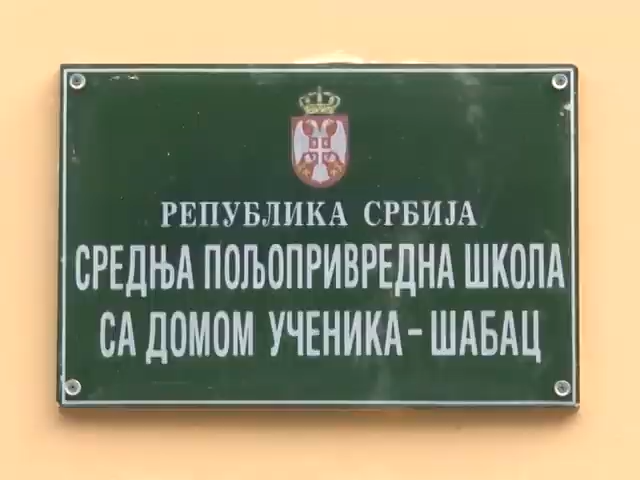 РЕПУБЛИКА СРБИЈА
СРЕДЊА ПОЉОПРИВРЕДНА ШКОЛА
СА ДОМОМ УЧЕНИКА - ШАБАЦ